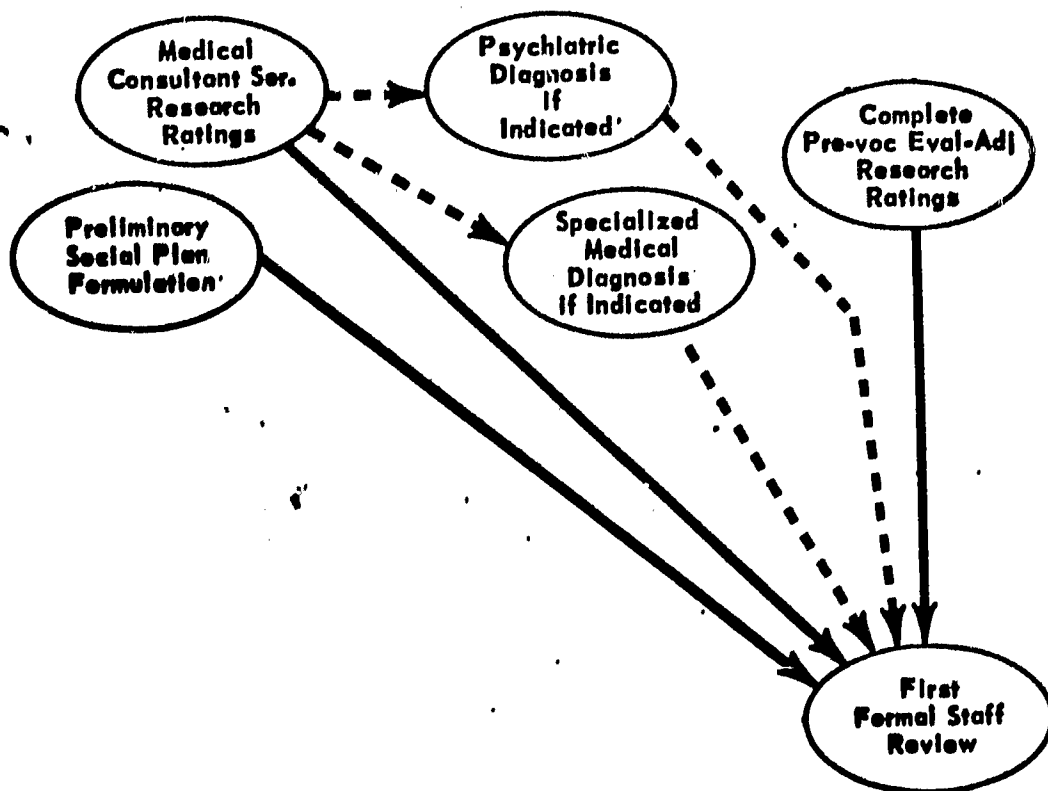 Medical
Consultant Ser.
Research
Ratings
Psychiatric
Diagnosis
If
Indicated
Complete
Pre-voc Eval-Adj
Research
Ratings
Preliminary
Social Plan
Formulation
Specialized
Medical
Diagnosis
If Indicated
First
Formal Staff
Review